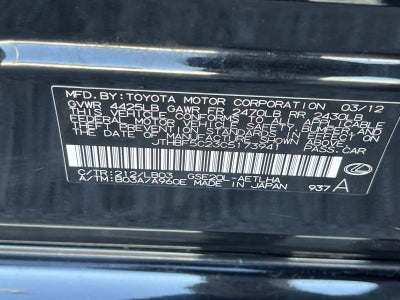 MFD.BY:TOYOTA MOTOR CORPORATION 03/12
GVWR 4425LB GAWR FR 2470LB RR 2430LB
THIS VEHICLE CONFORMS TO ALL APPLICABLE
FEDERAL MOTOR VEHICLE SAFETY, BUMPER, AND
THEFT PREVENTION STANDARDS IN EFFECT ON
THE DATE OF MANUFACTURE SHOWN ABOVE.
JTHBF5C23C5173941 PASS.CAR
C/TR:212/LB03 GSE20L-AETLHA
A/TM:B03A/A960E MADE IN JAPAN 937 A